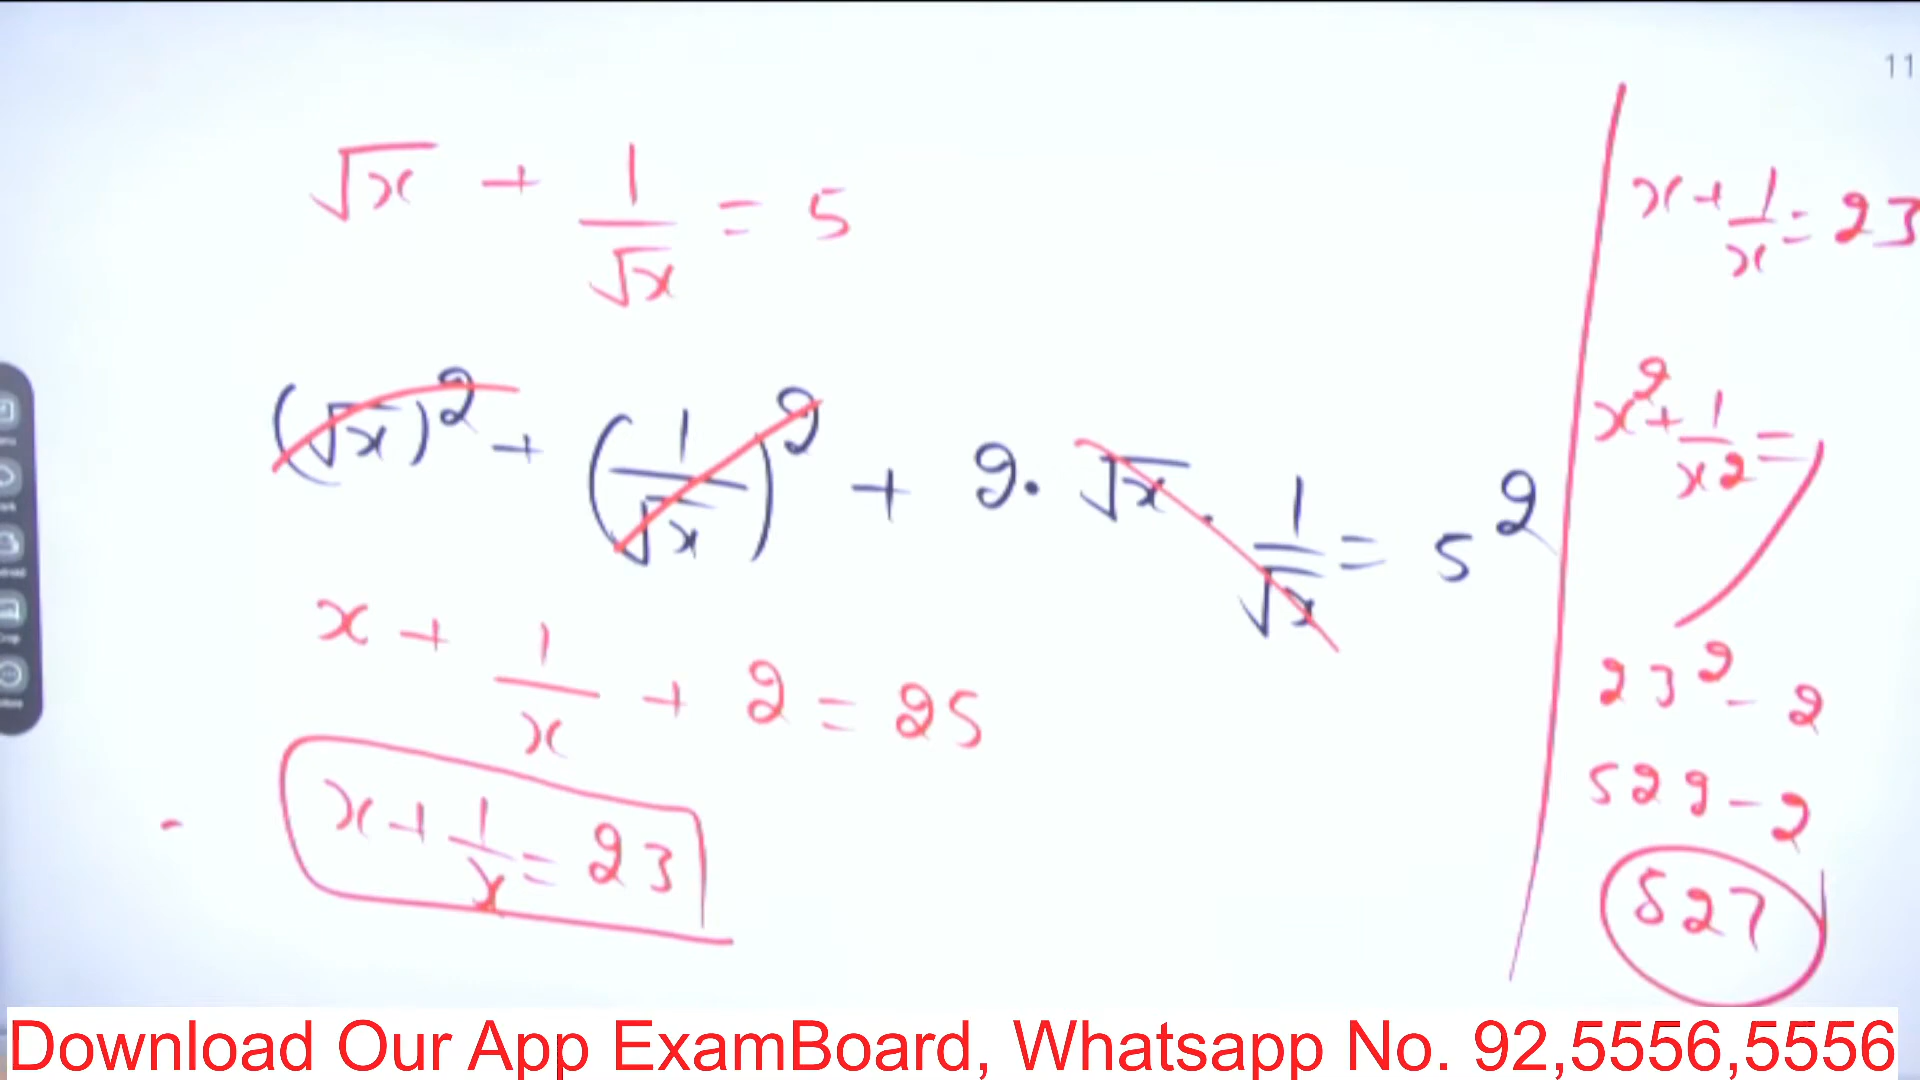 11
√x + 1/√x = 5
(√x)² + (1/√x)² + 2 · √x · 1/√x = 5²
x + 1/x + 2 = 25
x + 1/x = 23
x + 1/x = 23
x² + 1/x² =
23² - 2
529 - 2
527
Download Our App ExamBoard, Whatsapp No. 92,5556,5556